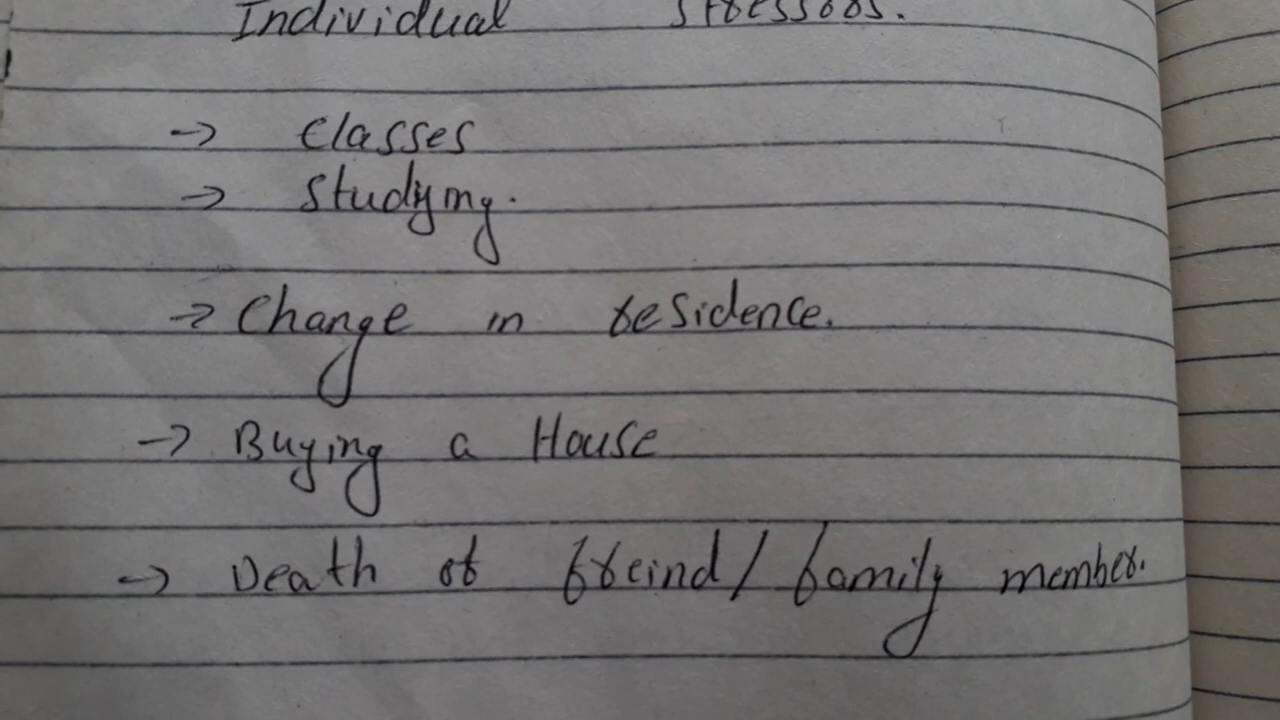 Individual Stressors.
→ Classes
→ Studying.
→ Change in residence.
→ Buying a House
→ Death of freind / family member.